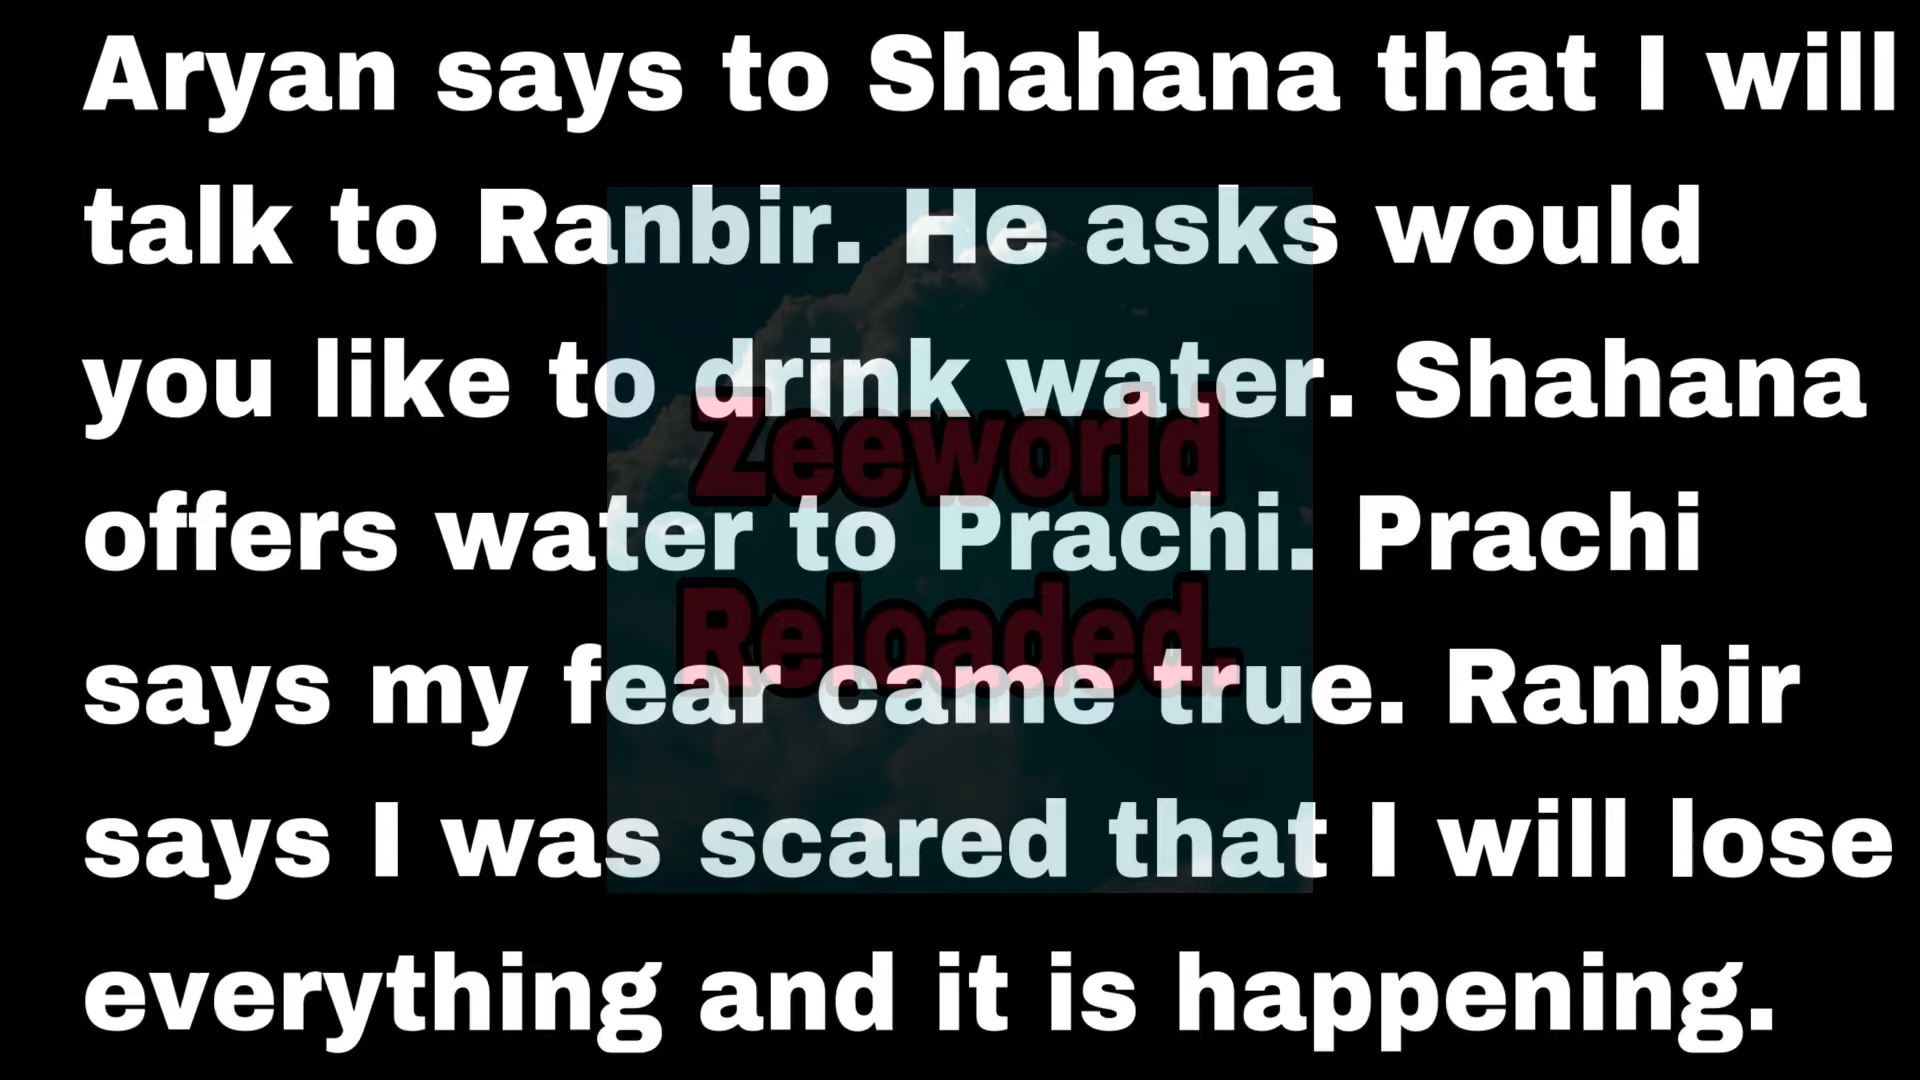 Aryan says to Shahana that I will
talk to Ranbir. He asks would
you like to drink water. Shahana
Zeeworld
offers water to Prachi. Prachi
Reloaded.
says my fear came true. Ranbir
says I was scared that I will lose
everything and it is happening.